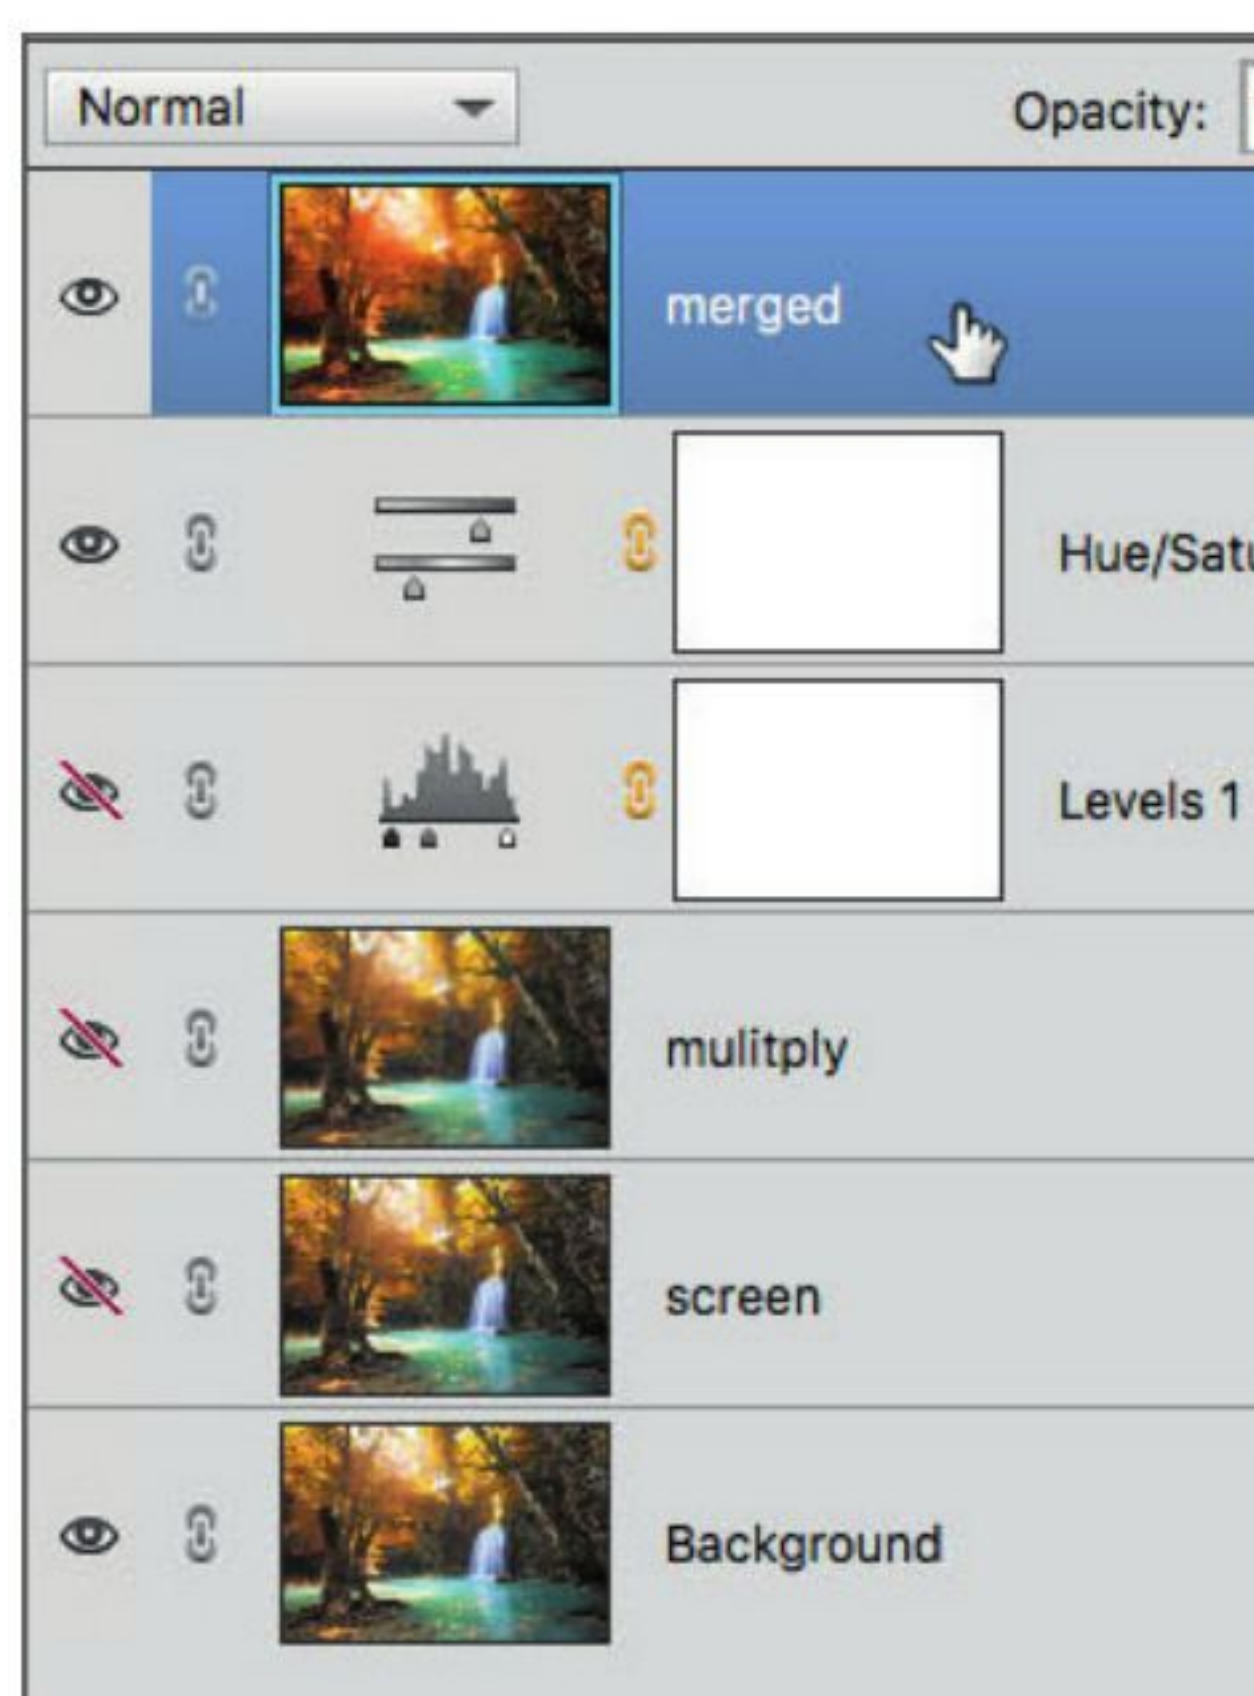 Normal
Opacity:
merged
Hue/Satu
Levels 1
mulitply
screen
Background